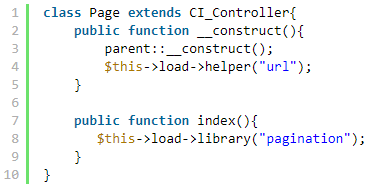 1 class Page extends CI_Controller{
2     public function __construct(){
3         parent::__construct();
4         $this->load->helper("url");
5     }
6
7     public function index(){
8        $this->load->library("pagination");
9     }
10 }